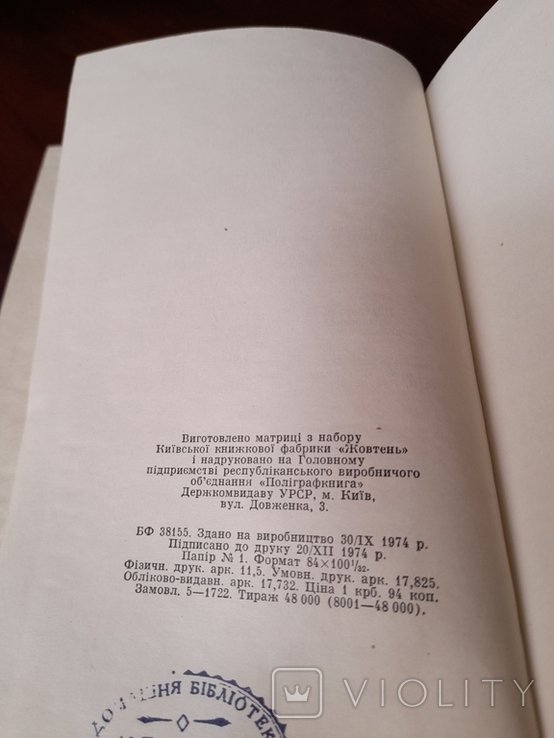 Виготовлено матриці з набору
Київської книжкової фабрики «Жовтень»
і надруковано на Головному
підприємстві республіканського виробничого
об'єднання «Поліграфкнига»
Держкомвидаву УРСР, м. Київ,
вул. Довженка, 3.
БФ 38155. Здано на виробництво 30/IX 1974 р.
Підписано до друку 20/XII 1974 р.
Папір № 1. Формат 84×100¹/₃₂.
Фізичн. друк. арк. 11,5. Умовн. друк. арк. 17,825.
Обліково-видавн. арк. 17,732. Ціна 1 крб. 94 коп.
Замовл. 5—1722. Тираж 48 000 (8001—48 000).
ДОМАШНЯ БІБЛІОТЕК
VIOLITY